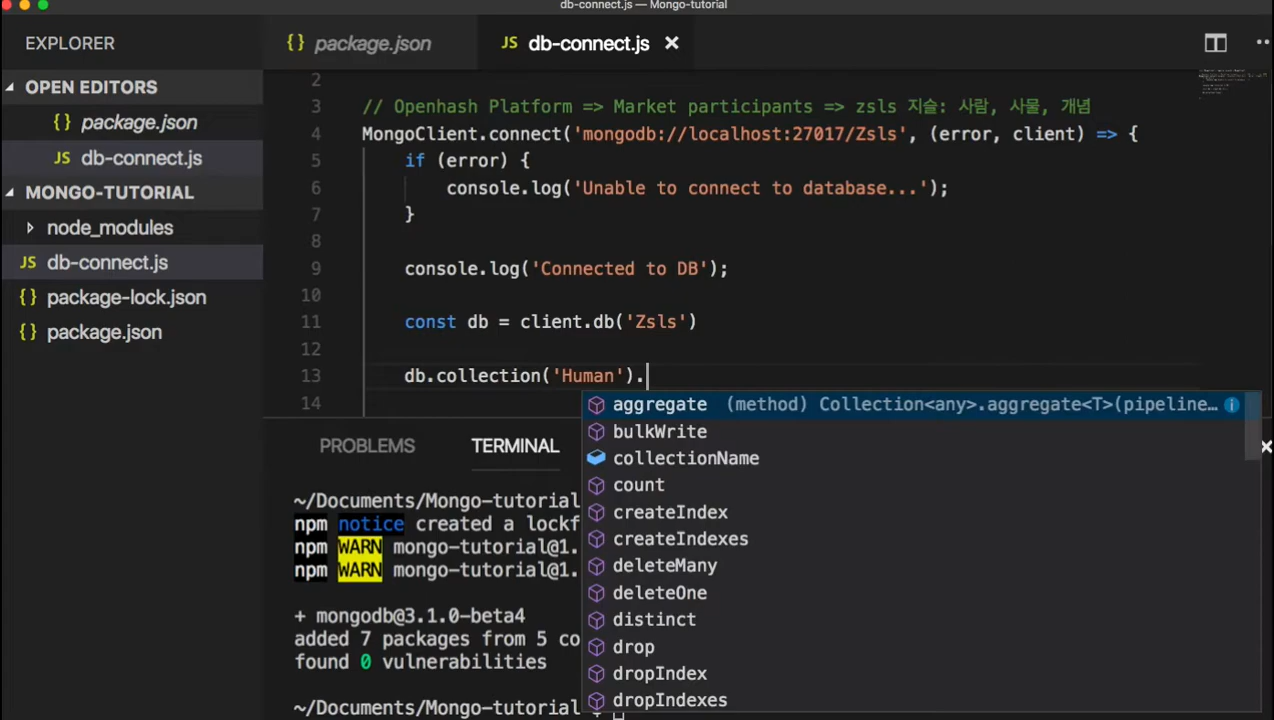 db-connect.js — Mongo-tutorial
EXPLORER
{} package.json
JS db-connect.js
OPEN EDITORS
{} package.json
JS db-connect.js
MONGO-TUTORIAL
node_modules
JS db-connect.js
{} package-lock.json
{} package.json
2
3 // Openhash Platform => Market participants => zsls 지슬: 사람, 사물, 개념
4 MongoClient.connect('mongodb://localhost:27017/Zsls', (error, client) => {
5 if (error) {
6 console.log('Unable to connect to database...');
7 }
8
9 console.log('Connected to DB');
10
11 const db = client.db('Zsls')
12
13 db.collection('Human').
14
aggregate (method) Collection<any>.aggregate<T>(pipeline…
bulkWrite
collectionName
count
createIndex
createIndexes
deleteMany
deleteOne
distinct
drop
dropIndex
dropIndexes
PROBLEMS TERMINAL
~/Documents/Mongo-tutorial
npm notice created a lockf
npm WARN mongo-tutorial@1.
npm WARN mongo-tutorial@1.
+ mongodb@3.1.0-beta4
added 7 packages from 5 co
found 0 vulnerabilities
~/Documents/Mongo-tutorial